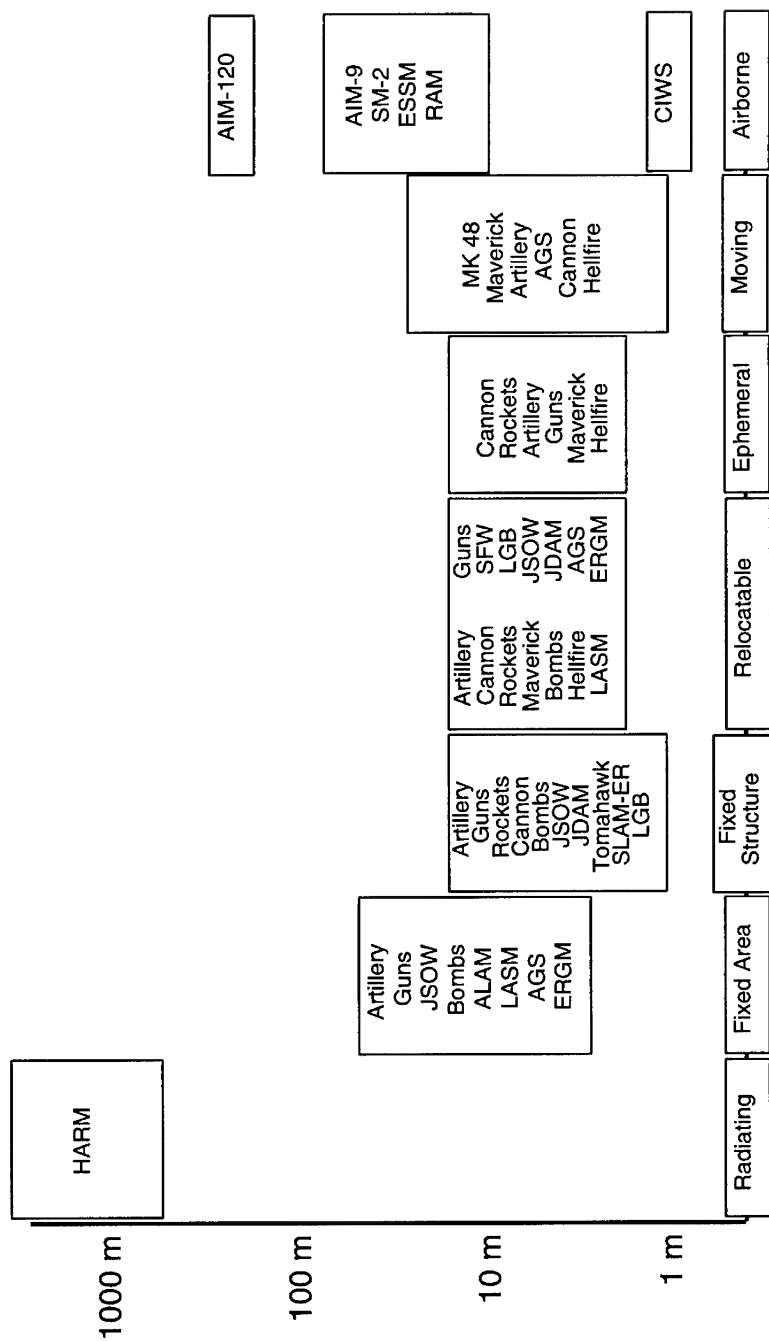 1000 m
100 m
10 m
1 m
HARM
Radiating
Artillery
Guns
JSOW
Bombs
ALAM
LASM
AGS
ERGM
Fixed Area
Artillery
Guns
Rockets
Cannon
Bombs
JSOW
JDAM
Tomahawk
SLAM-ER
LGB
Fixed
Structure
Artillery
Cannon
Rockets
Maverick
Bombs
Hellfire
LASM
Guns
SFW
LGB
JSOW
JDAM
AGS
ERGM
Relocatable
Cannon
Rockets
Artillery
Guns
Maverick
Hellfire
Ephemeral
MK 48
Maverick
Artillery
AGS
Cannon
Hellfire
Moving
AIM-120
AIM-9
SM-2
ESSM
RAM
CIWS
Airborne